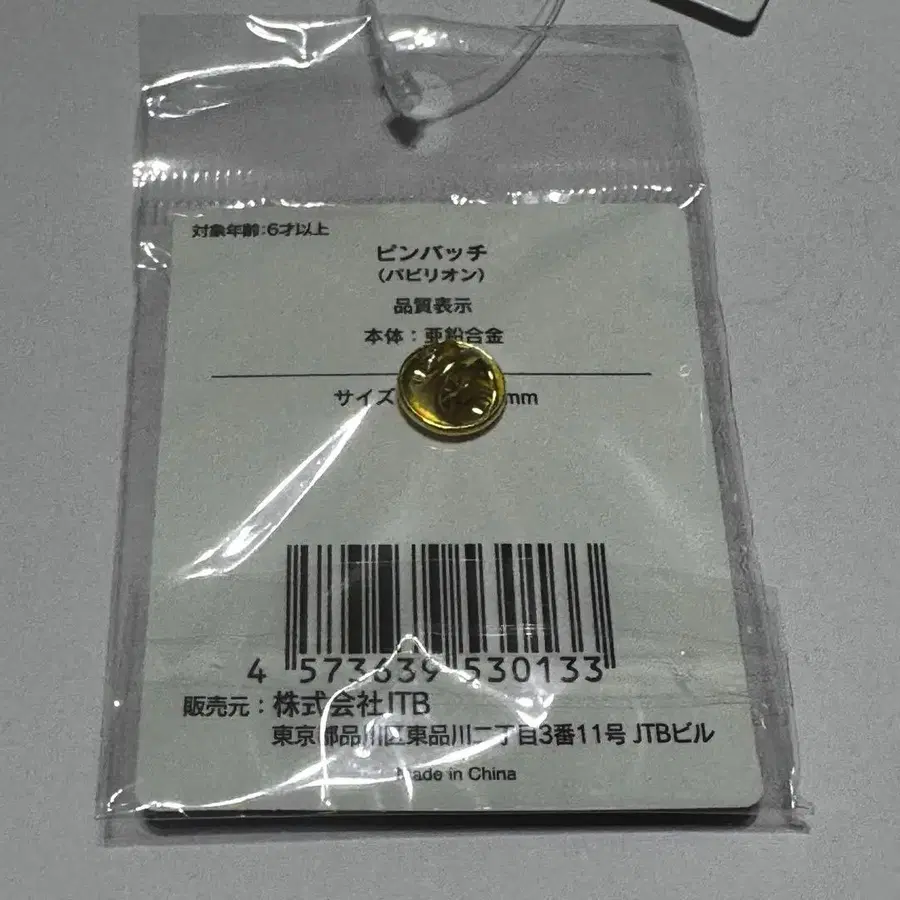 対象年齢:6才以上
ピンバッチ
(パビリオン)
品質表示
本体:亜鉛合金
サイズ mm
4 573639 530133
販売元:株式会社JTB
東京都品川区東品川二丁目3番11号 JTBビル
Made in China